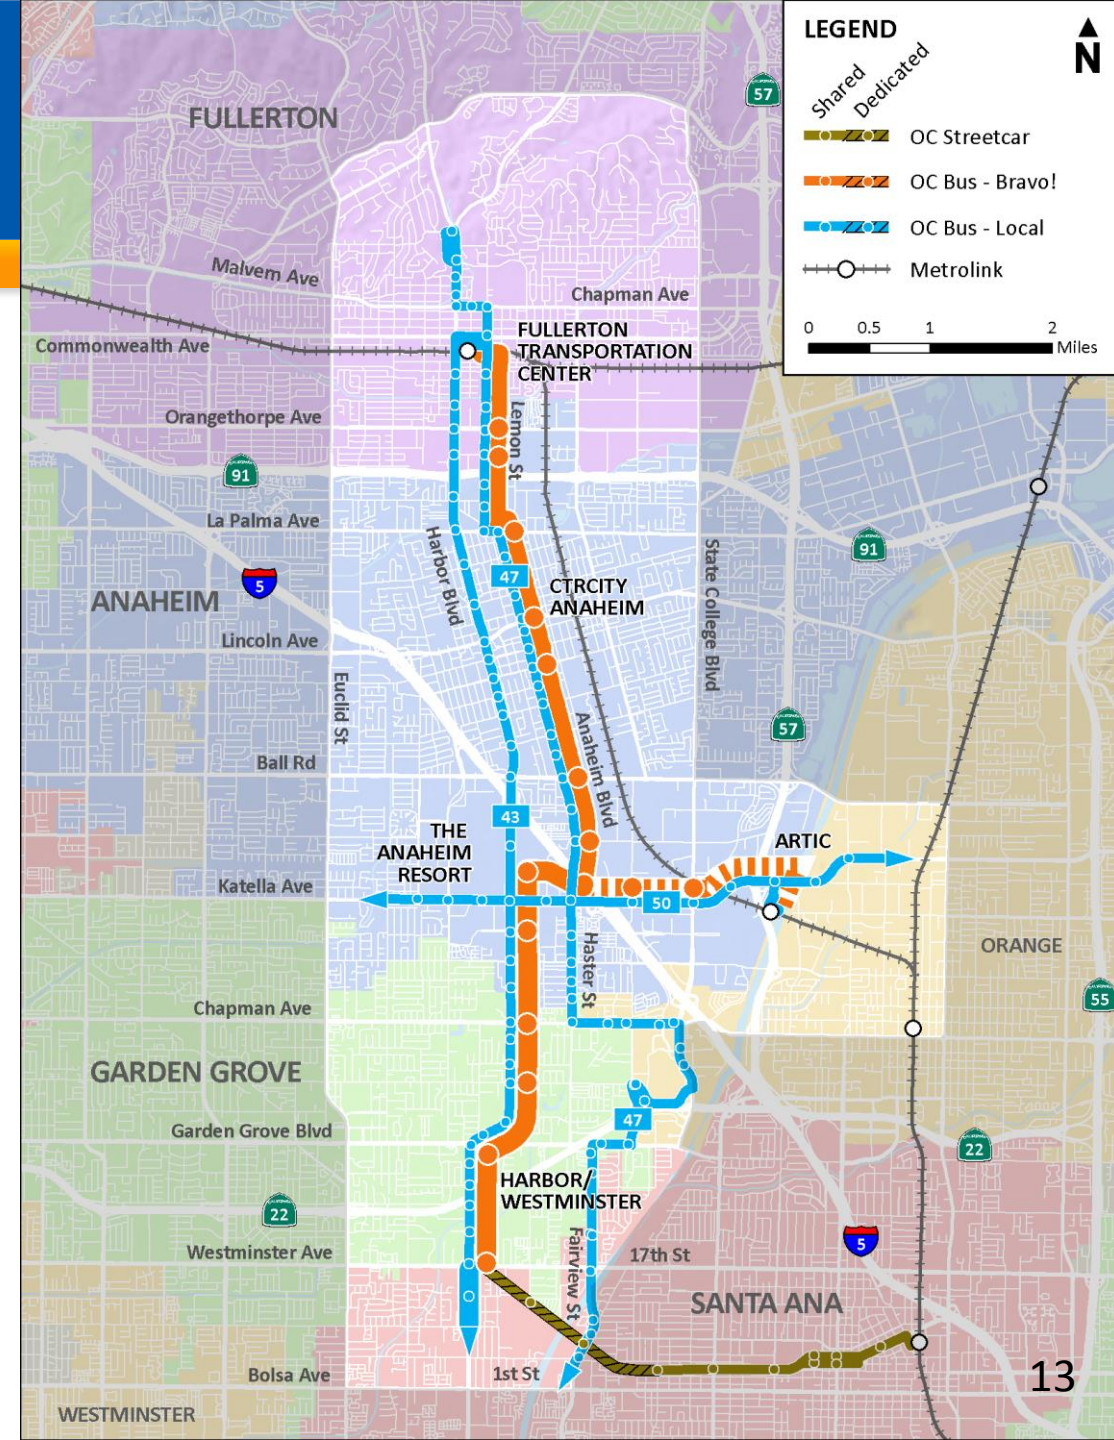 LEGEND
N
Shared
Dedicated
OC Streetcar
OC Bus - Bravo!
OC Bus - Local
Metrolink
0 0.5 1 2
Miles
57
FULLERTON
Malvern Ave
Chapman Ave
FULLERTON
TRANSPORTATION
CENTER
Commonwealth Ave
Orangethorpe Ave
Lemon St
91
La Palma Ave
Harbor Blvd
State College Blvd
91
5
47
CTRCITY
ANAHEIM
ANAHEIM
Lincoln Ave
Euclid St
57
Anaheim Blvd
Ball Rd
43
THE
ANAHEIM
RESORT
ARTIC
Katella Ave
50
Haster St
ORANGE
55
Chapman Ave
GARDEN GROVE
47
Garden Grove Blvd
22
HARBOR/
WESTMINSTER
22
Fairview St
5
Westminster Ave
17th St
SANTA ANA
Bolsa Ave
1st St
13
WESTMINSTER